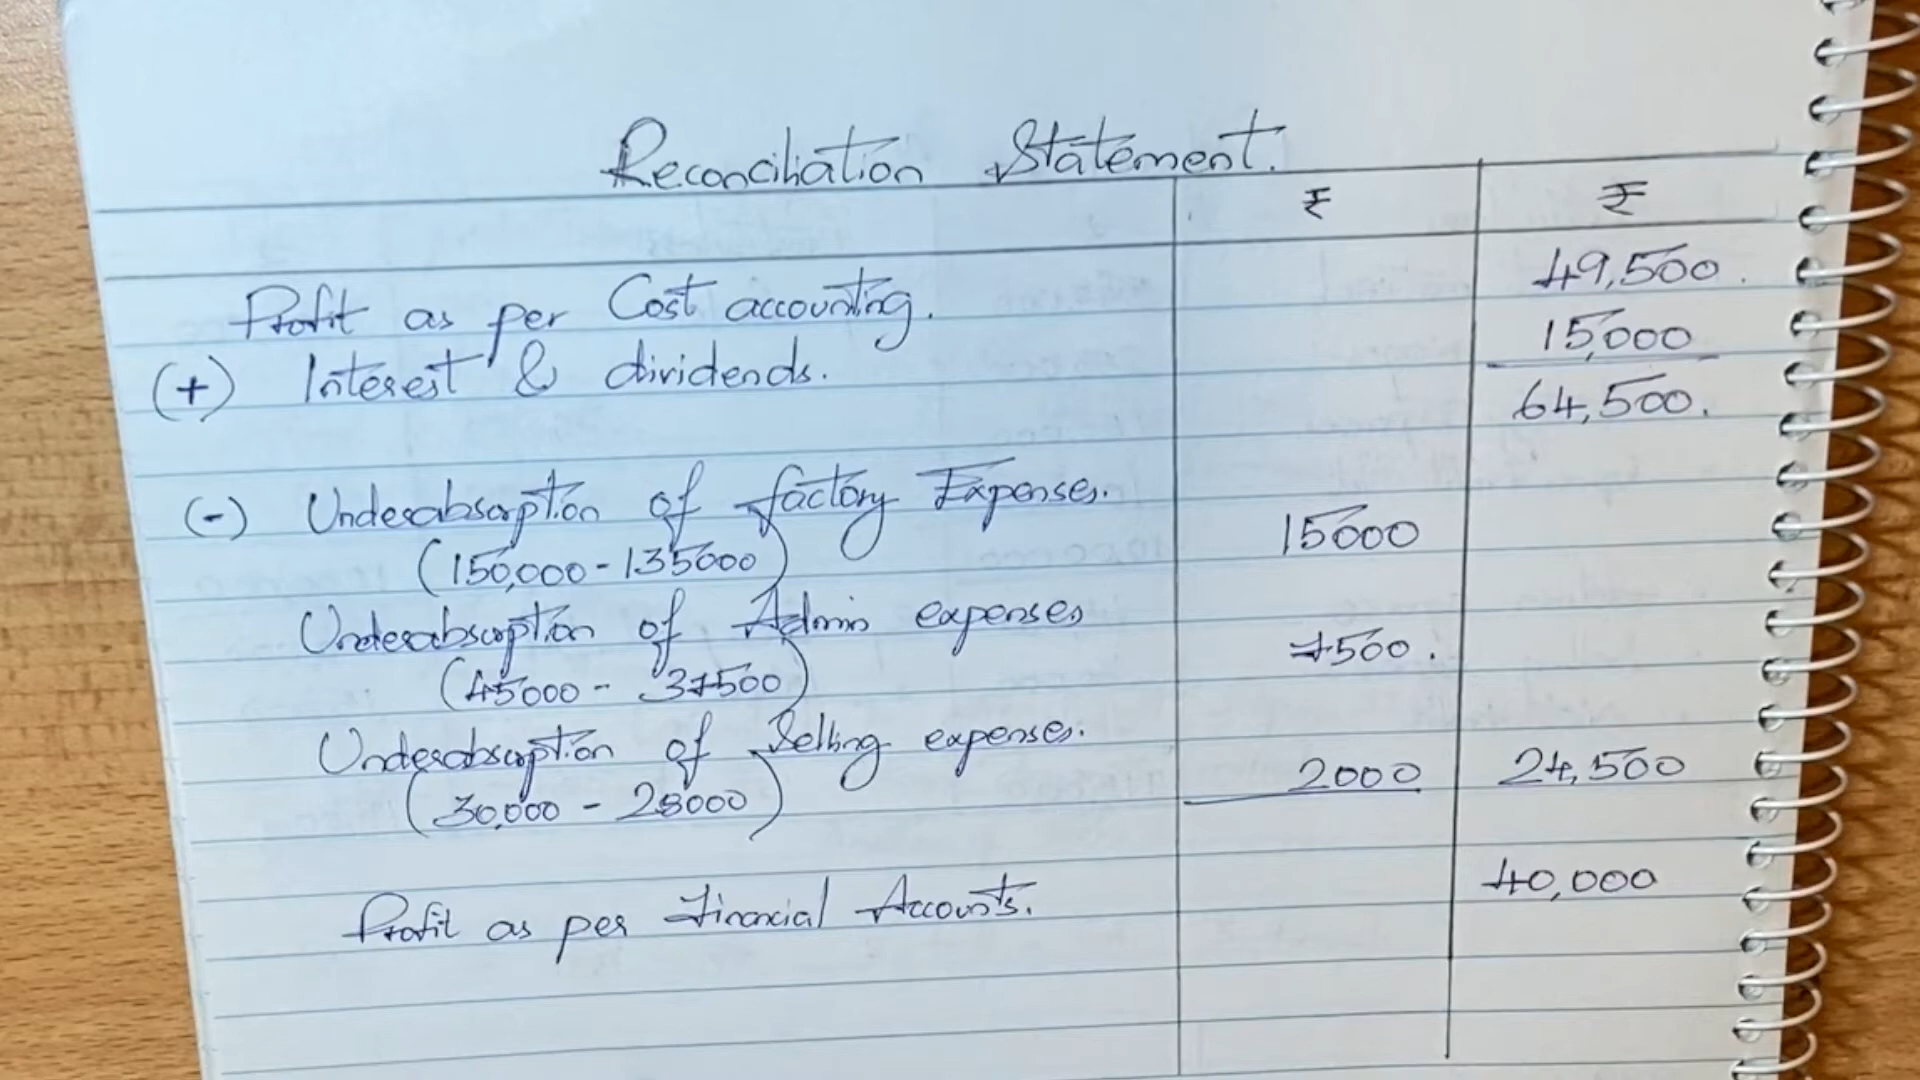 Reconciliation Statement.
₹ ₹
Profit as per Cost accounting. 49,500.
(+) Interest & dividends. 15,000
64,500.
(-) Underabsorption of factory Expenses.
(150,000 - 135000) 15000
Underabsorption of Admin expenses
(45000 - 37500) 7500.
Underabsorption of Selling expenses.
(30,000 - 28000) 2000 24,500
Profit as per Financial Accounts. 40,000